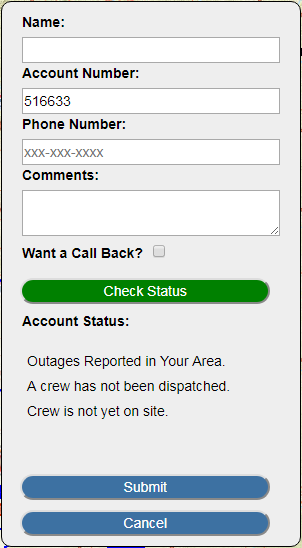 Name:
Account Number:
516633
Phone Number:
xxx-xxx-xxxx
Comments:
Want a Call Back?
Check Status
Account Status:
Outages Reported in Your Area.
A crew has not been dispatched.
Crew is not yet on site.
Submit
Cancel